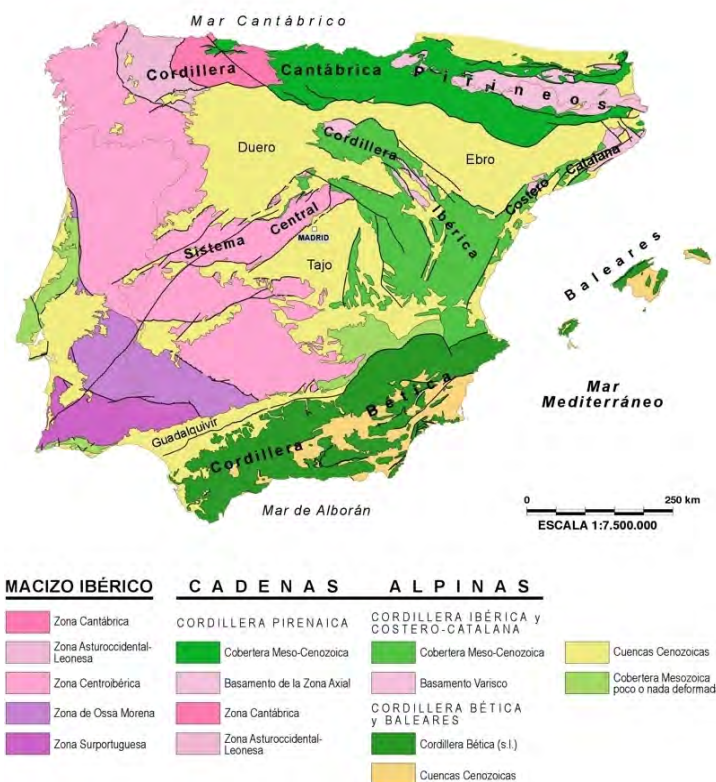 Mar Cantábrico
Cordillera
Cantábrica
Pirineos
Duero
Cordillera
Ibérica
Ebro
Costero
Catalana
Sistema
Central
MADRID
Tajo
Baleares
Mar
Mediterráneo
Guadalquivir
Cordillera
Bética
Mar de Alborán
0
250 km
ESCALA 1:7.500.000
MACIZO IBÉRICO
Zona Cantábrica
Zona Asturoccidental-
Leonesa
Zona Centroibérica
Zona de Ossa Morena
Zona Surportuguesa
CADENAS ALPINAS
CORDILLERA PIRENAICA
Cobertera Meso-Cenozoica
Basamento de la Zona Axial
Zona Cantábrica
Zona Asturoccidental-
Leonesa
CORDILLERA IBÉRICA y
COSTERO-CATALANA
Cobertera Meso-Cenozoica
Basamento Varisco
CORDILLERA BÉTICA
y BALEARES
Cordillera Bética (s.l.)
Cuencas Cenozoicas
Cuencas Cenozoicas
Cobertera Mesozoica
poco o nada deformad